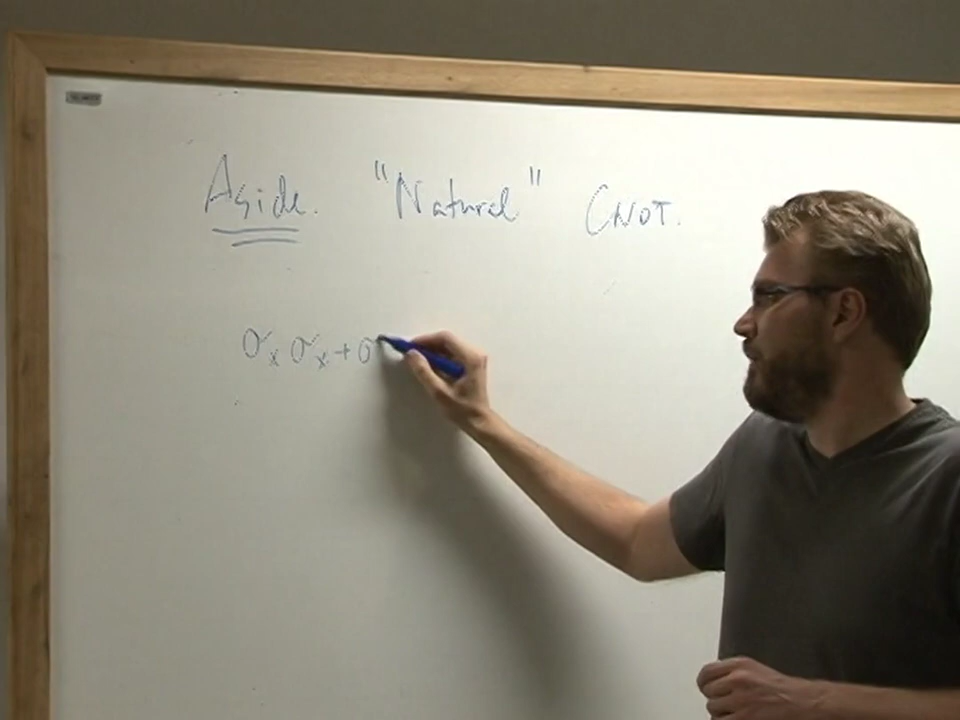 Aside. "Natural" CNOT.
σₓ σₓ + σ